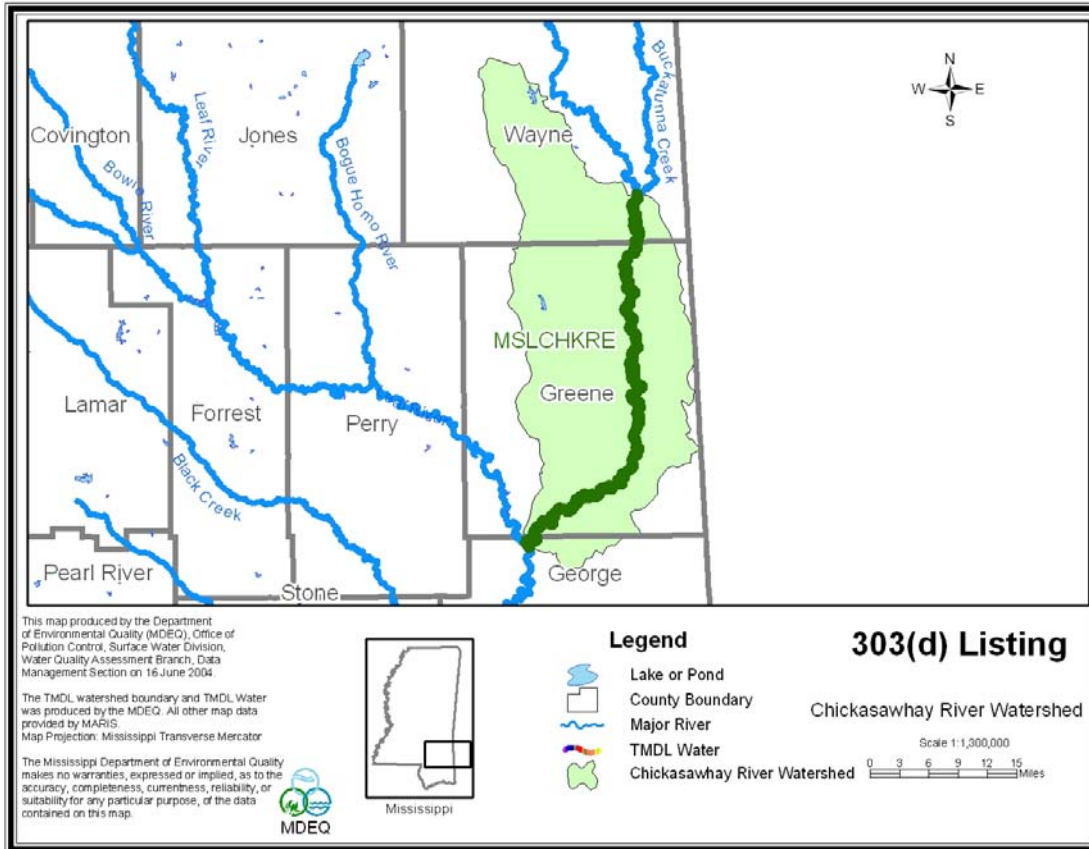 N
W E
S
Buckatunna Creek
Covington
Leaf River
Jones
Wayne
Bowie River
Bogue Homo River
MSLCHKRE
Greene
Lamar
Forrest
Perry
River
Black Creek
Pearl River
Stone
George
This map produced by the Department
of Environmental Quality (MDEQ), Office of
Pollution Control, Surface Water Division,
Water Quality Assessment Branch, Data
Management Section on 16 June 2004.
The TMDL watershed boundary and TMDL Water
was produced by the MDEQ. All other map data
provided by MARIS.
Map Projection: Mississippi Transverse Mercator
The Mississippi Department of Environmental Quality
makes no warranties, expressed or implied, as to the
accuracy, completeness, currentness, reliability, or
suitability for any particular purpose, of the data
contained on this map.
MDEQ
Mississippi
Legend
Lake or Pond
County Boundary
Major River
TMDL Water
Chickasawhay River Watershed
303(d) Listing
Chickasawhay River Watershed
Scale 1:1,300,000
0 3 6 9 12 15
Miles